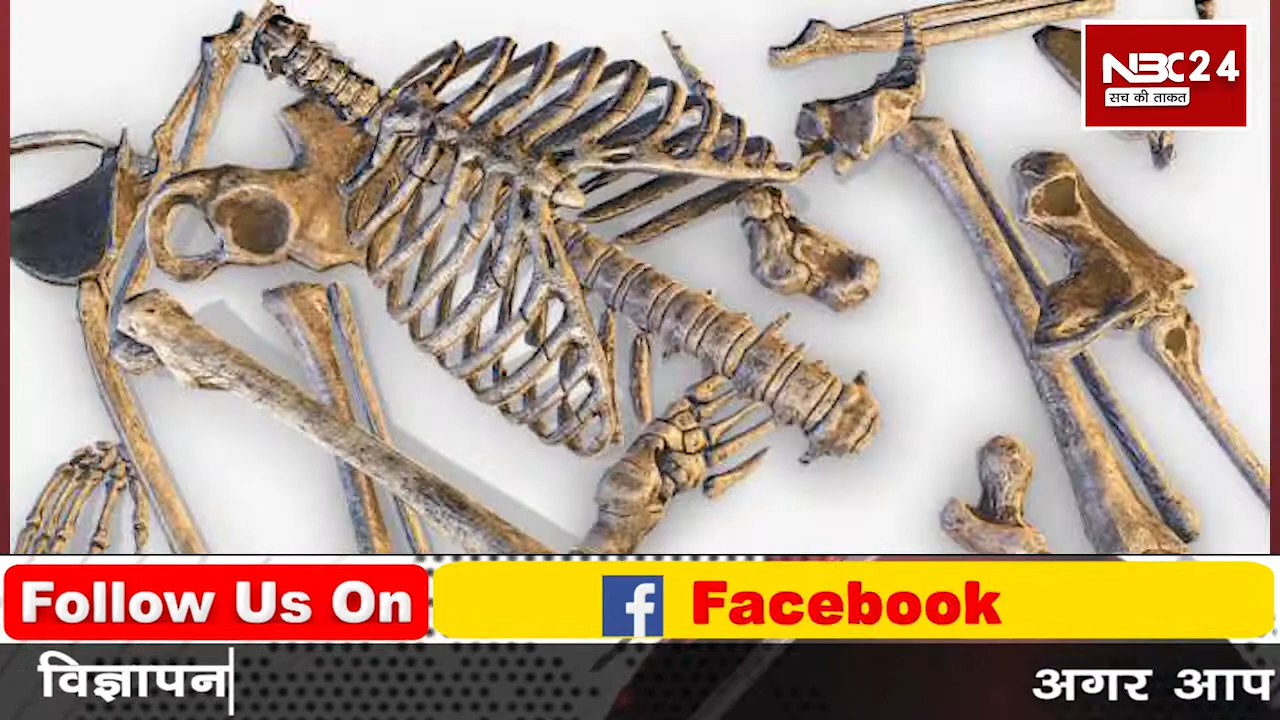 NBC24
सच की ताकत
Follow Us On
Facebook
विज्ञापन
अगर आप